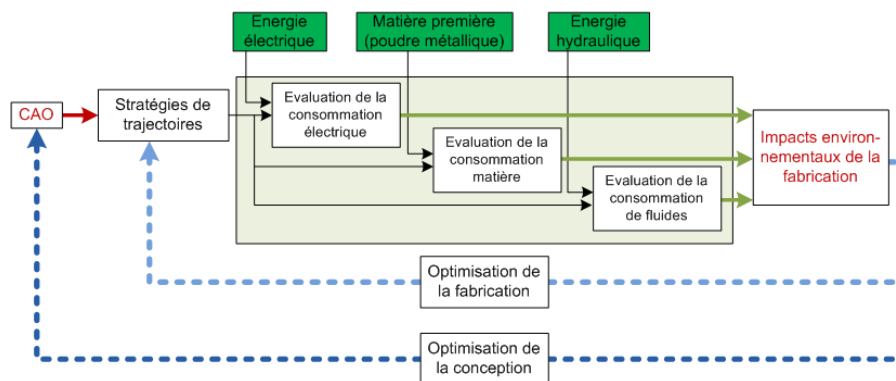 Energie
électrique
Matière première
(poudre métallique)
Energie
hydraulique
CAO
Stratégies de
trajectoires
Evaluation de la
consommation
électrique
Evaluation de la
consommation
matière
Evaluation de la
consommation
de fluides
Impacts environ-
nementaux de la
fabrication
Optimisation de
la fabrication
Optimisation de
la conception